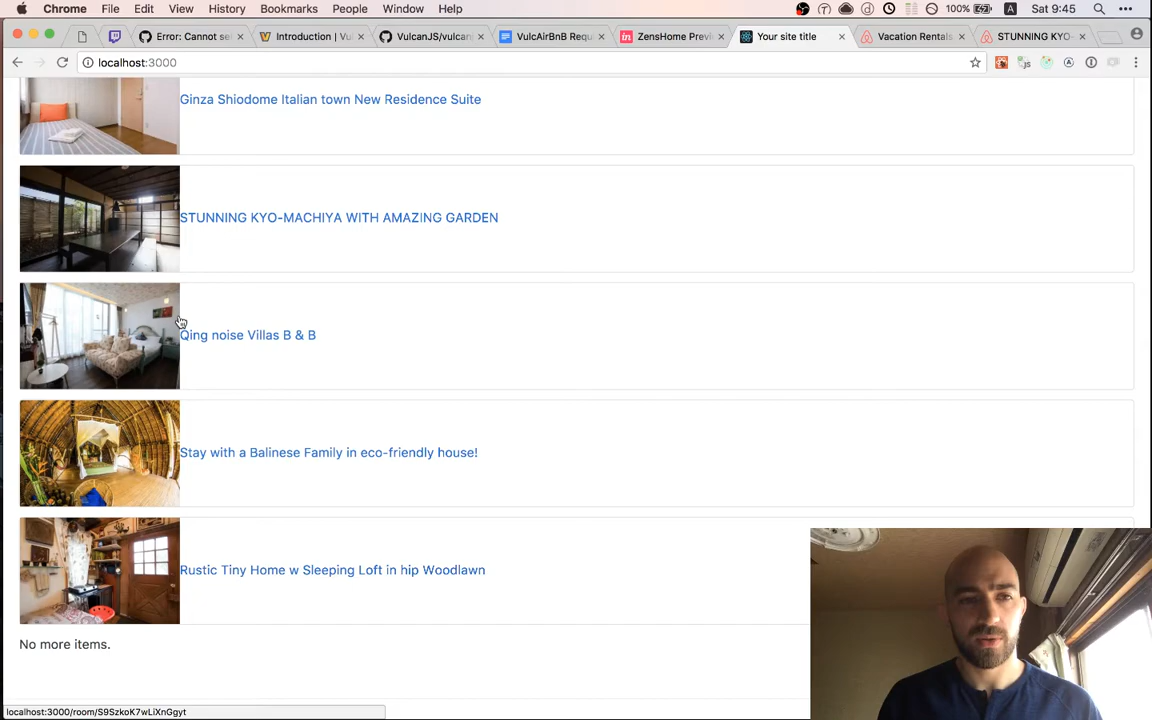 Chrome File Edit View History Bookmarks People Window Help 100% A Sat 9:45
Error: Cannot se
Introduction | Vul
VulcanJS/vulcan
VulcAirBnB Requ
ZensHome Previ
Your site title
Vacation Rentals
STUNNING KYO-
localhost:3000
Ginza Shiodome Italian town New Residence Suite
STUNNING KYO-MACHIYA WITH AMAZING GARDEN
Qing noise Villas B & B
Stay with a Balinese Family in eco-friendly house!
Rustic Tiny Home w Sleeping Loft in hip Woodlawn
No more items.
localhost:3000/room/S9SzkoK7wLiXnGgyt